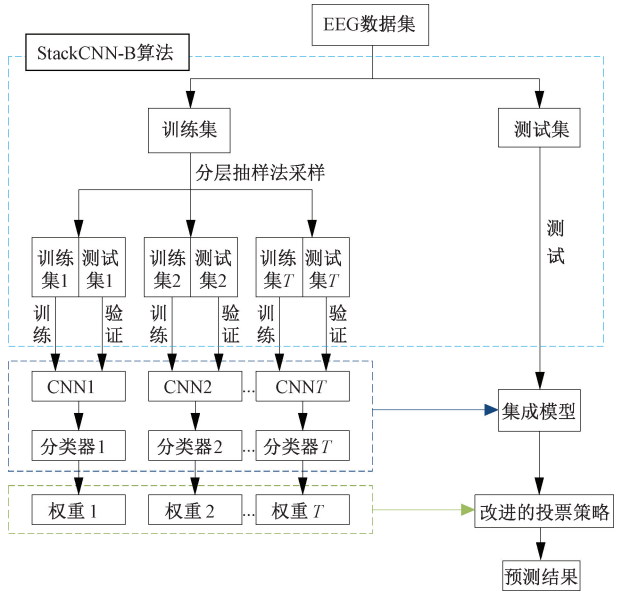 EEG数据集
StackCNN-B算法
训练集
测试集
分层抽样法采样
测
试
训练 测试 训练 测试 训练 测试
集1 集1 集2 集2 集T 集T
训 验 训 验 训 验
练 证 练 证 练 证
CNN1 CNN2 ... CNNT
集成模型
分类器1 分类器2 ... 分类器T
权重1 权重2 ... 权重T
改进的投票策略
预测结果